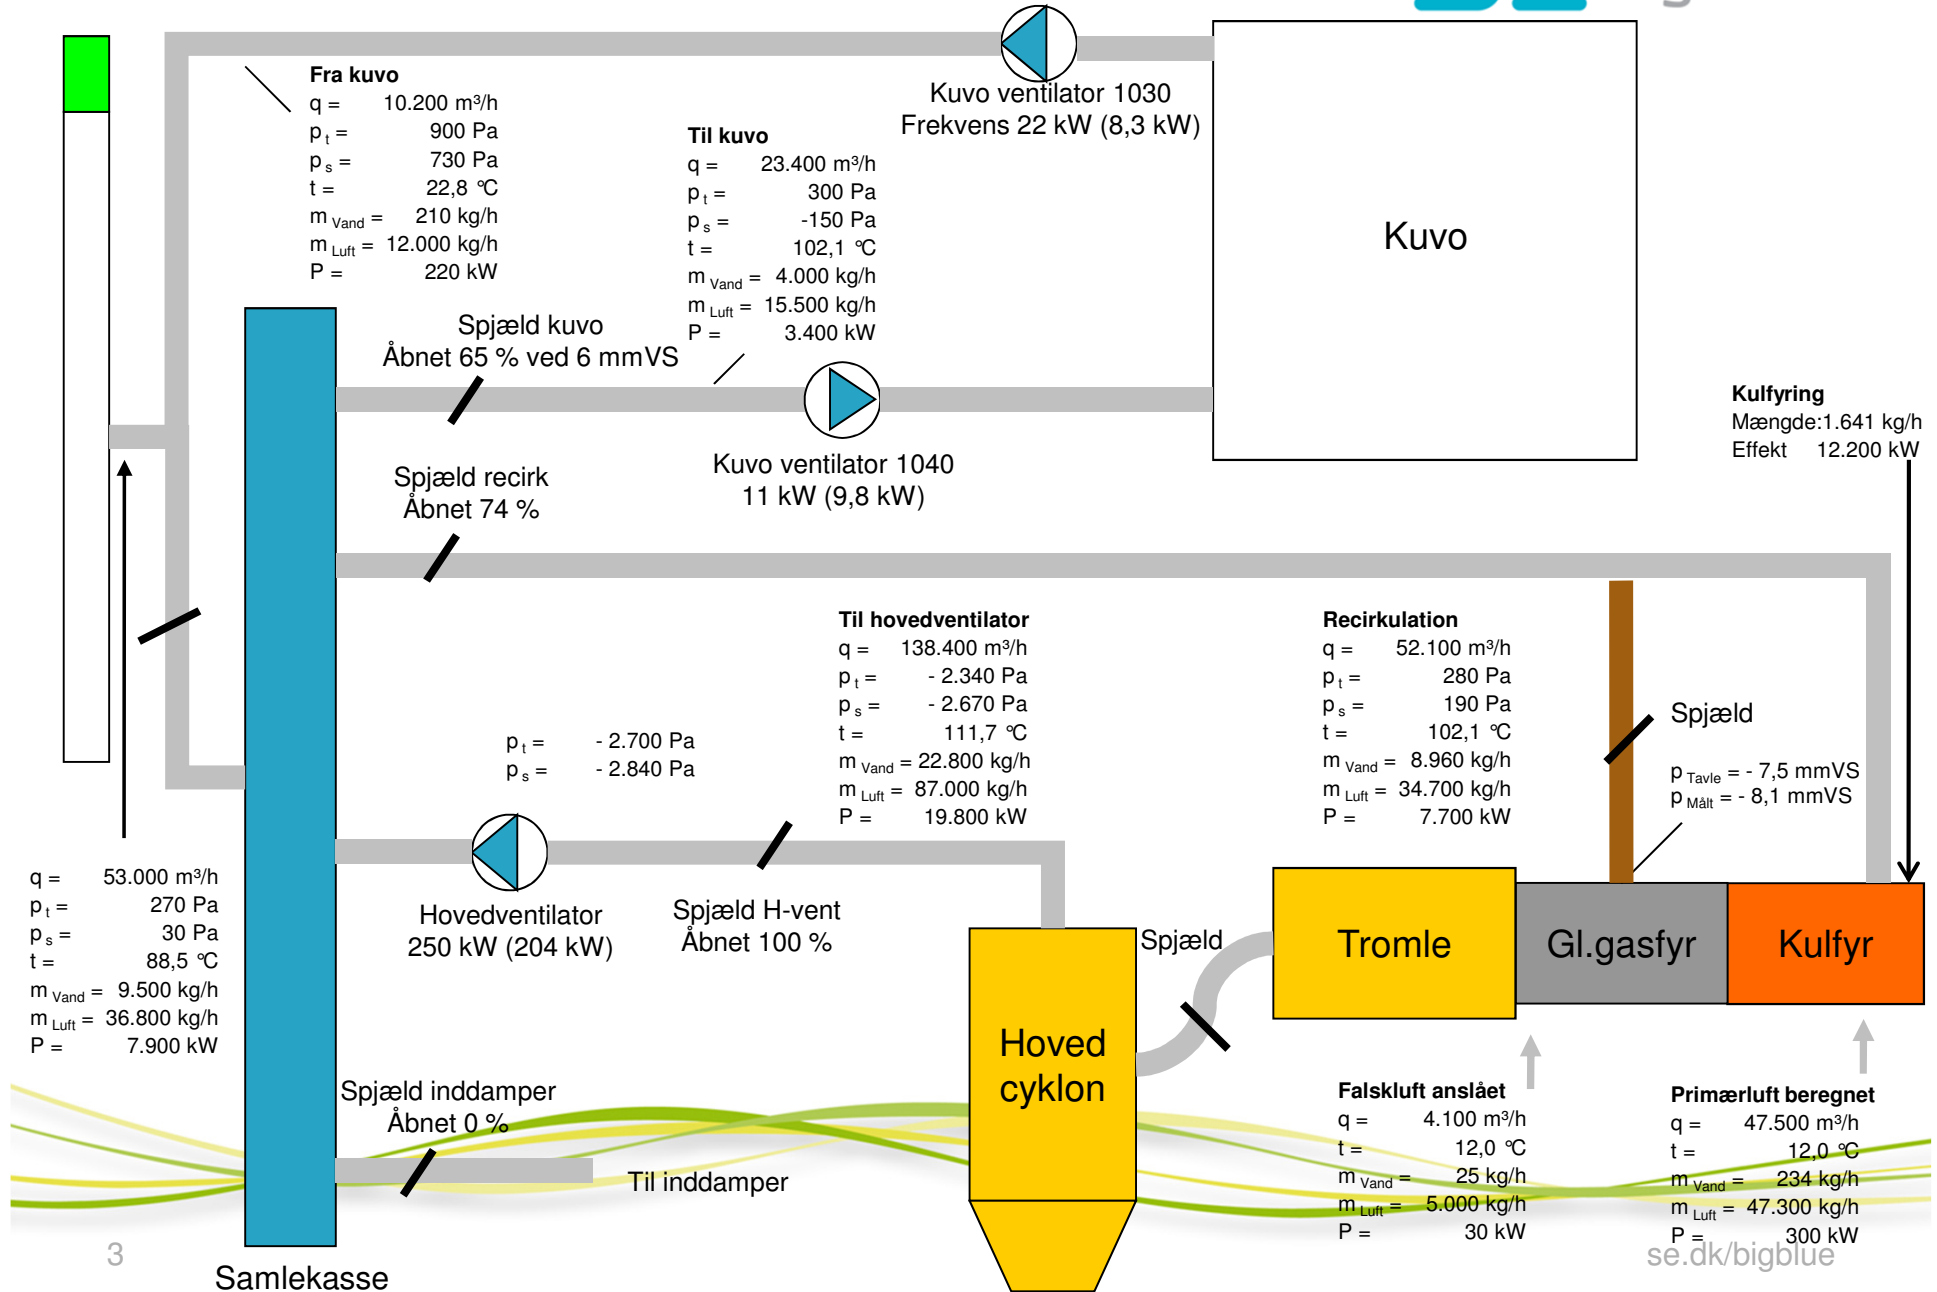 Fra kuvo
q = 10.200 m³/h
p t = 900 Pa
p s = 730 Pa
t = 22,8 °C
m Vand = 210 kg/h
m Luft = 12.000 kg/h
P = 220 kW
Til kuvo
q = 23.400 m³/h
p t = 300 Pa
p s = -150 Pa
t = 102,1 °C
m Vand = 4.000 kg/h
m Luft = 15.500 kg/h
P = 3.400 kW
Kuvo ventilator 1030
Frekvens 22 kW (8,3 kW)
Kuvo
Spjæld kuvo
Åbnet 65 % ved 6 mmVS
Kuvo ventilator 1040
11 kW (9,8 kW)
Kulfyring
Mængde:1.641 kg/h
Effekt 12.200 kW
Spjæld recirk
Åbnet 74 %
Til hovedventilator
q = 138.400 m³/h
p t = - 2.340 Pa
p s = - 2.670 Pa
t = 111,7 °C
m Vand = 22.800 kg/h
m Luft = 87.000 kg/h
P = 19.800 kW
Recirkulation
q = 52.100 m³/h
p t = 280 Pa
p s = 190 Pa
t = 102,1 °C
m Vand = 8.960 kg/h
m Luft = 34.700 kg/h
P = 7.700 kW
Spjæld
p Tavle = - 7,5 mmVS
p Målt = - 8,1 mmVS
p t = - 2.700 Pa
p s = - 2.840 Pa
q = 53.000 m³/h
p t = 270 Pa
p s = 30 Pa
t = 88,5 °C
m Vand = 9.500 kg/h
m Luft = 36.800 kg/h
P = 7.900 kW
Hovedventilator
250 kW (204 kW)
Spjæld H-vent
Åbnet 100 %
Spjæld
Tromle
Gl.gasfyr
Kulfyr
Hoved
cyklon
Spjæld inddamper
Åbnet 0 %
Til inddamper
Falskluft anslået
q = 4.100 m³/h
t = 12,0 °C
m Vand = 25 kg/h
m Luft = 5.000 kg/h
P = 30 kW
Primærluft beregnet
q = 47.500 m³/h
t = 12,0 °C
m Vand = 234 kg/h
m Luft = 47.300 kg/h
P = 300 kW
3
Samlekasse
se.dk/bigblue